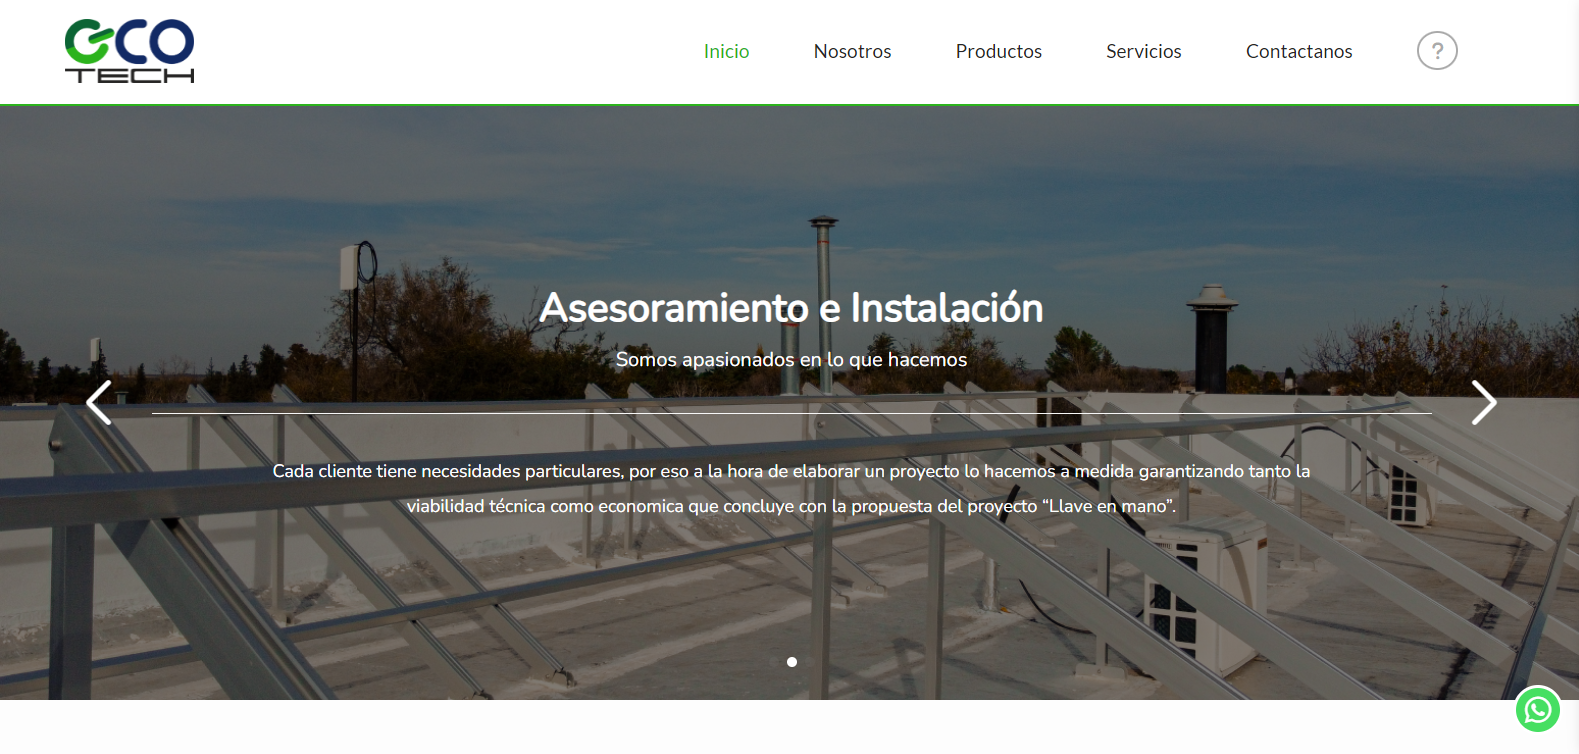 ECO
TECH
Inicio
Nosotros
Productos
Servicios
Contactanos
?
Asesoramiento e Instalación
Somos apasionados en lo que hacemos
Cada cliente tiene necesidades particulares, por eso a la hora de elaborar un proyecto lo hacemos a medida garantizando tanto la
viabilidad técnica como economica que concluye con la propuesta del proyecto “Llave en mano”.